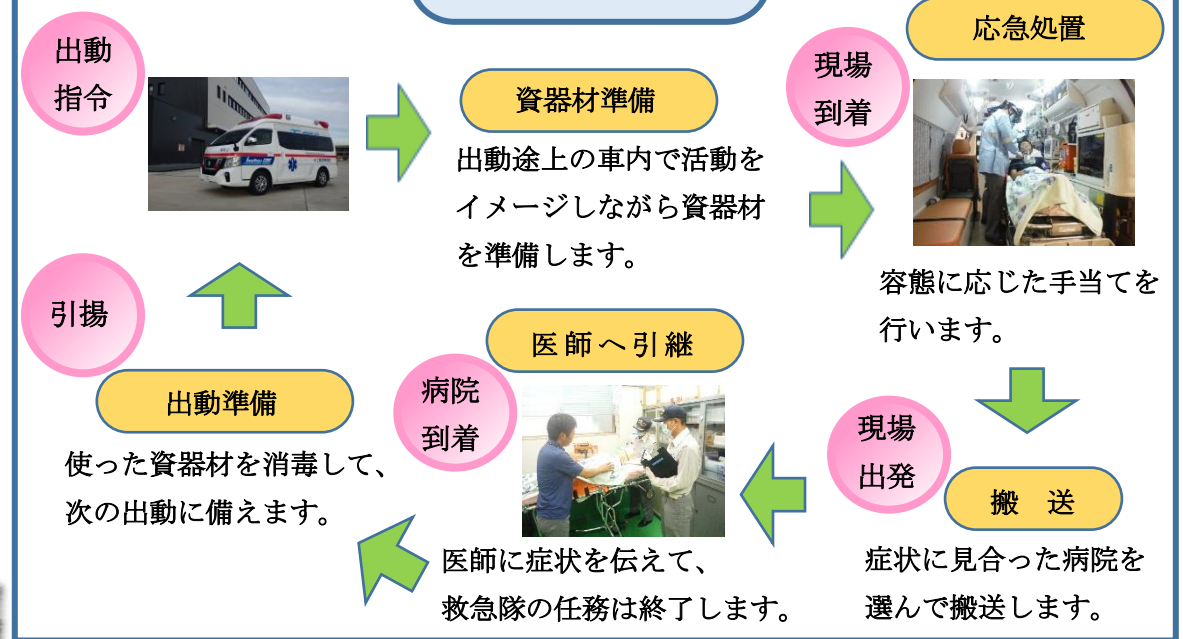 出動
指令
資器材準備
出動途上の車内で活動を
イメージしながら資器材
を準備します。
現場
到着
応急処置
容態に応じた手当てを
行います。
現場
出発
搬 送
症状に見合った病院を
選んで搬送します。
病院
到着
医師へ引継
医師に症状を伝えて、
救急隊の任務は終了します。
引揚
出動準備
使った資器材を消毒して、
次の出動に備えます。